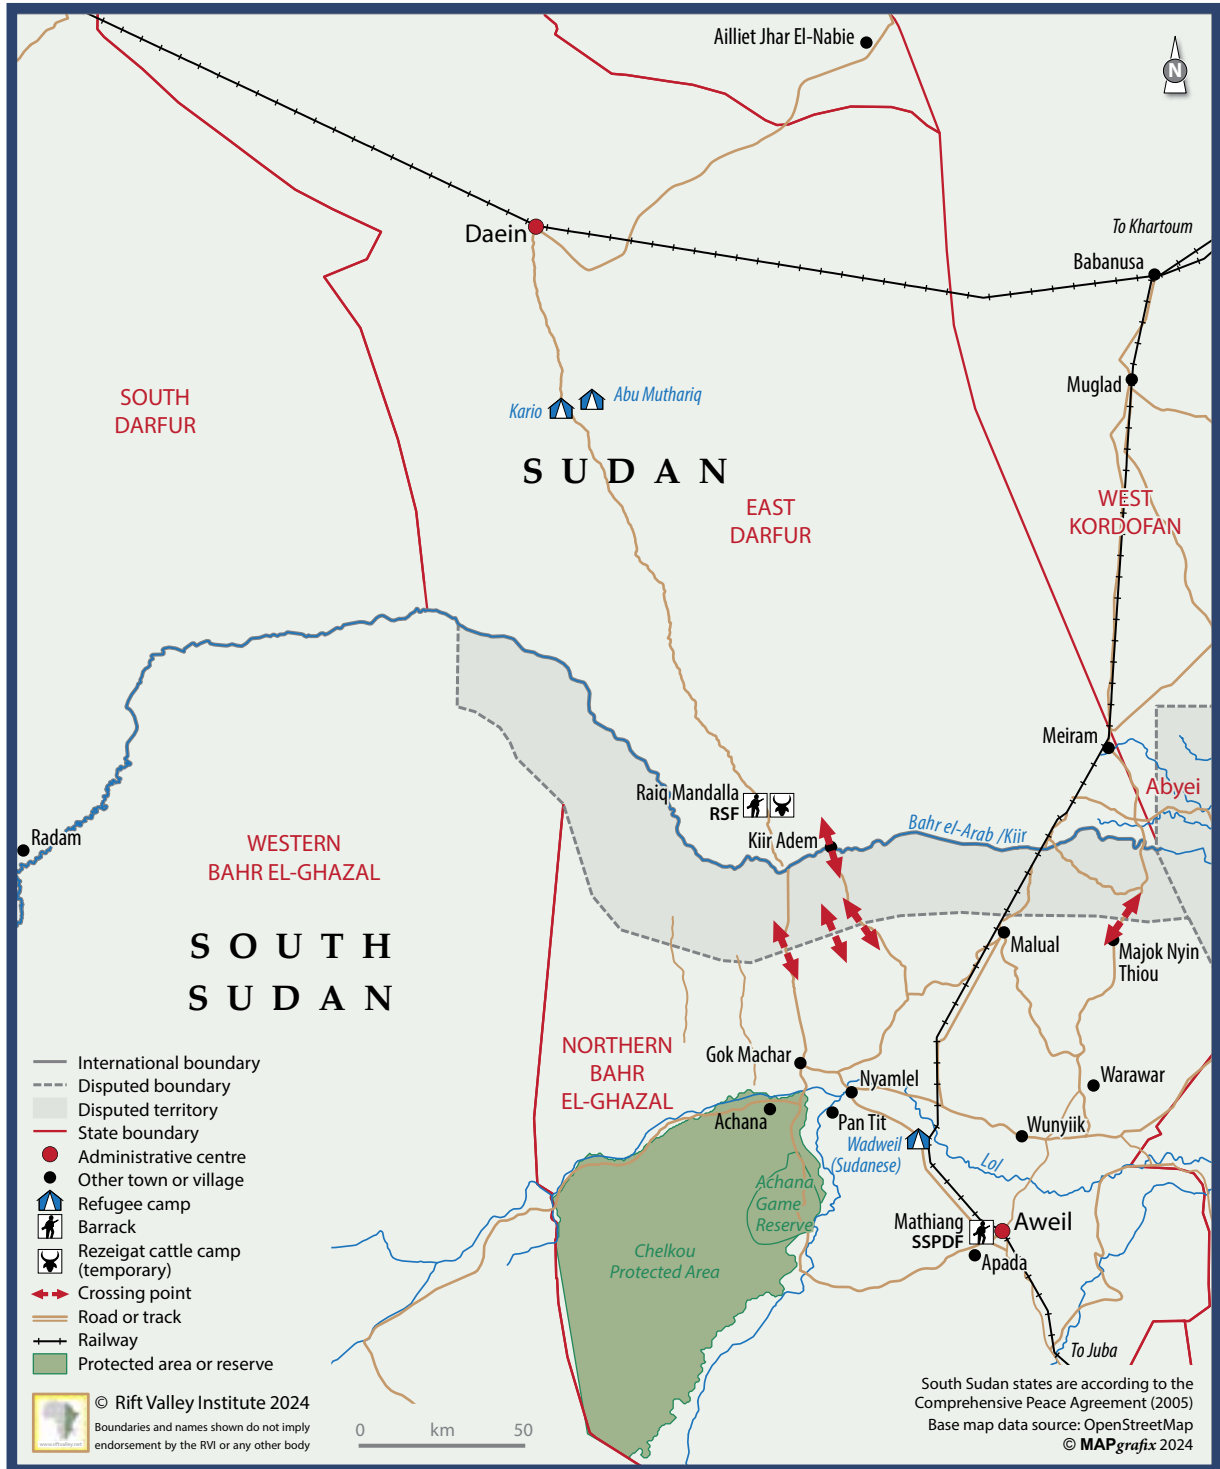 Ailliet Jhar El-Nabie
N
Daein
To Khartoum
Babanusa
Muglad
SOUTH
DARFUR
Kario
Abu Muthariq
SUDAN
EAST
DARFUR
WEST
KORDOFAN
Meiram
Abyei
Raiq Mandalla
RSF
Kiir Adem
Bahr el-Arab /Kiir
Radam
WESTERN
BAHR EL-GHAZAL
SOUTH
SUDAN
Malual
Majok Nyin
Thiou
NORTHERN
BAHR
EL-GHAZAL
Gok Machar
Nyamlel
Warawar
Achana
Pan Tit
Wunyiik
Wadweil
(Sudanese)
Lol
Achana
Game
Reserve
Mathiang
SSPDF
Aweil
Apada
Chelkou
Protected Area
To Juba
International boundary
Disputed boundary
Disputed territory
State boundary
Administrative centre
Other town or village
Refugee camp
Barrack
Rezeigat cattle camp
(temporary)
Crossing point
Road or track
Railway
Protected area or reserve
© Rift Valley Institute 2024
Boundaries and names shown do not imply
endorsement by the RVI or any other body
www.riftvalley.net
0 km 50
South Sudan states are according to the
Comprehensive Peace Agreement (2005)
Base map data source: OpenStreetMap
© MAPgrafix 2024